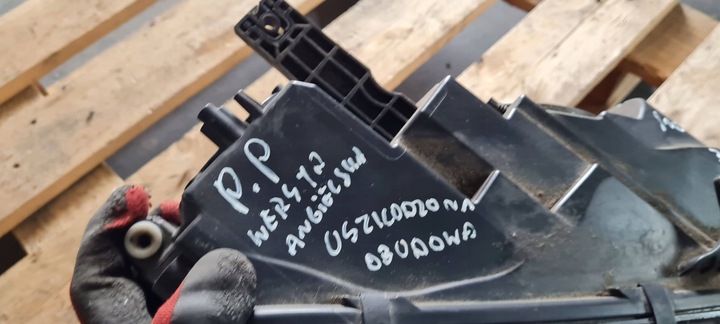 P.P
WERSJA
ANGIELSKA
USZKODZONA
OBUDOWA